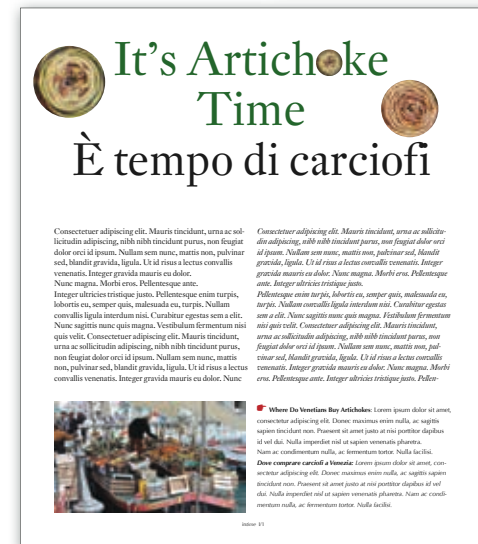 It's Artichoke
Time
È tempo di carciofi
Consectetuer adipiscing elit. Mauris tincidunt, urna ac sol-
licitudin adipiscing, nibh nibh tincidunt purus, non feugiat
dolor orci id ipsum. Nullam sem nunc, mattis non, pulvinar
sed, blandit gravida, ligula. Ut id risus a lectus convallis
venenatis. Integer gravida mauris eu dolor.
Nunc magna. Morbi eros. Pellentesque ante.
Integer ultricies tristique justo. Pellentesque enim turpis,
lobortis eu, semper quis, malesuada eu, turpis. Nullam
convallis ligula interdum nisi. Curabitur egestas sem a elit.
Nunc sagittis nunc quis magna. Vestibulum fermentum nisi
quis velit. Consectetuer adipiscing elit. Mauris tincidunt,
urna ac sollicitudin adipiscing, nibh nibh tincidunt purus,
non feugiat dolor orci id ipsum. Nullam sem nunc, mattis
non, pulvinar sed, blandit gravida, ligula. Ut id risus a lectus
convallis venenatis. Integer gravida mauris eu dolor. Nunc
Consectetuer adipiscing elit. Mauris tincidunt, urna ac sollicitu-
din adipiscing, nibh nibh tincidunt purus, non feugiat dolor orci
id ipsum. Nullam sem nunc, mattis non, pulvinar sed, blandit
gravida, ligula. Ut id risus a lectus convallis venenatis. Integer
gravida mauris eu dolor. Nunc magna. Morbi eros. Pellentesque
ante. Integer ultricies tristique justo.
Pellentesque enim turpis, lobortis eu, semper quis, malesuada eu,
turpis. Nullam convallis ligula interdum nisi. Curabitur egestas
sem a elit. Nunc sagittis nunc quis magna. Vestibulum fermentum
nisi quis velit. Consectetuer adipiscing elit. Mauris tincidunt,
urna ac sollicitudin adipiscing, nibh nibh tincidunt purus, non
feugiat dolor orci id ipsum. Nullam sem nunc, mattis non, pul-
vinar sed, blandit gravida, ligula. Ut id risus a lectus convallis
venenatis. Integer gravida mauris eu dolor. Nunc magna. Morbi
eros. Pellentesque ante. Integer ultricies tristique justo. Pellen-
Where Do Venetians Buy Artichokes: Lorem ipsum dolor sit amet,
consectetur adipiscing elit. Donec maximus enim nulla, ac sagittis
sapien tincidunt non. Praesent sit amet justo at nisi porttitor dapibus
id vel dui. Nulla imperdiet nisl ut sapien venenatis pharetra.
Nam ac condimentum nulla, ac fermentum tortor. Nulla facilisi.
Dove comprare carciofi a Venezia: Lorem ipsum dolor sit amet, con-
sectetur adipiscing elit. Donec maximus enim nulla, ac sagittis sapien
tincidunt non. Praesent sit amet justo at nisi porttitor dapibus id vel
dui. Nulla imperdiet nisl ut sapien venenatis pharetra. Nam ac condi-
mentum nulla, ac fermentum tortor. Nulla facilisi.